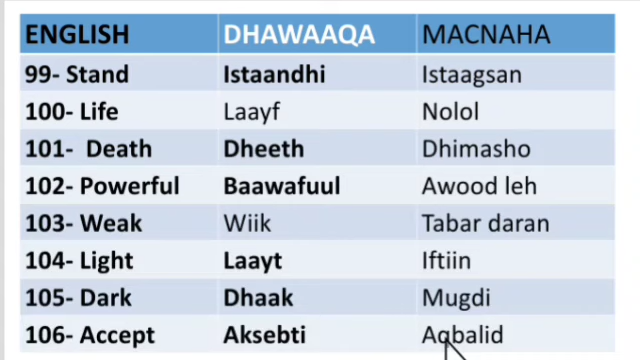 ENGLISH DHAWAAQA MACNAHA
99- Stand Istaandhi Istaagsan
100- Life Laayf Nolol
101- Death Dheeth Dhimasho
102- Powerful Baawafuul Awood leh
103- Weak Wiik Tabar daran
104- Light Laayt Iftiin
105- Dark Dhaak Mugdi
106- Accept Aksebti Aqbalid